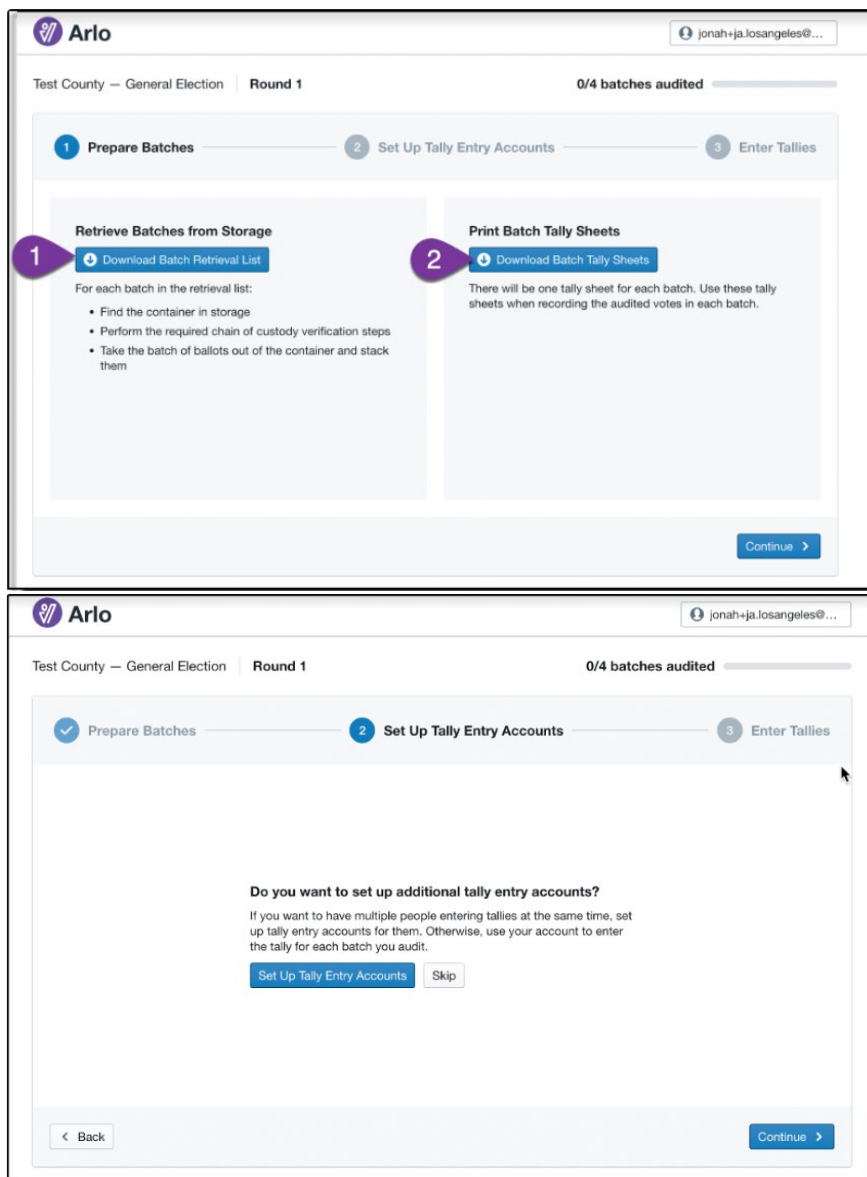 Arlo
jonah+ja.losangeles@...
Test County — General Election Round 1 0/4 batches audited
1 Prepare Batches 2 Set Up Tally Entry Accounts 3 Enter Tallies
Retrieve Batches from Storage
1 Download Batch Retrieval List
For each batch in the retrieval list:
• Find the container in storage
• Perform the required chain of custody verification steps
• Take the batch of ballots out of the container and stack
them
Print Batch Tally Sheets
2 Download Batch Tally Sheets
There will be one tally sheet for each batch. Use these tally
sheets when recording the audited votes in each batch.
Continue
Arlo
jonah+ja.losangeles@...
Test County — General Election Round 1 0/4 batches audited
Prepare Batches 2 Set Up Tally Entry Accounts 3 Enter Tallies
Do you want to set up additional tally entry accounts?
If you want to have multiple people entering tallies at the same time, set
up tally entry accounts for them. Otherwise, use your account to enter
the tally for each batch you audit.
Set Up Tally Entry Accounts Skip
Back Continue